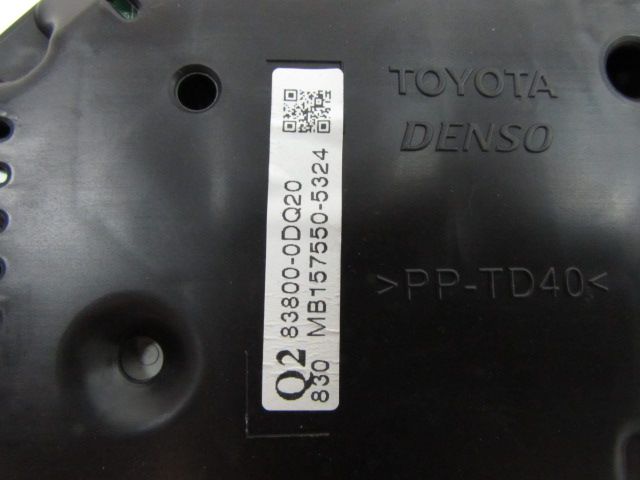 TOYOTA
DENSO
Q2 83800-0DQ20
830 MB157550-5324
>PP-TD40<